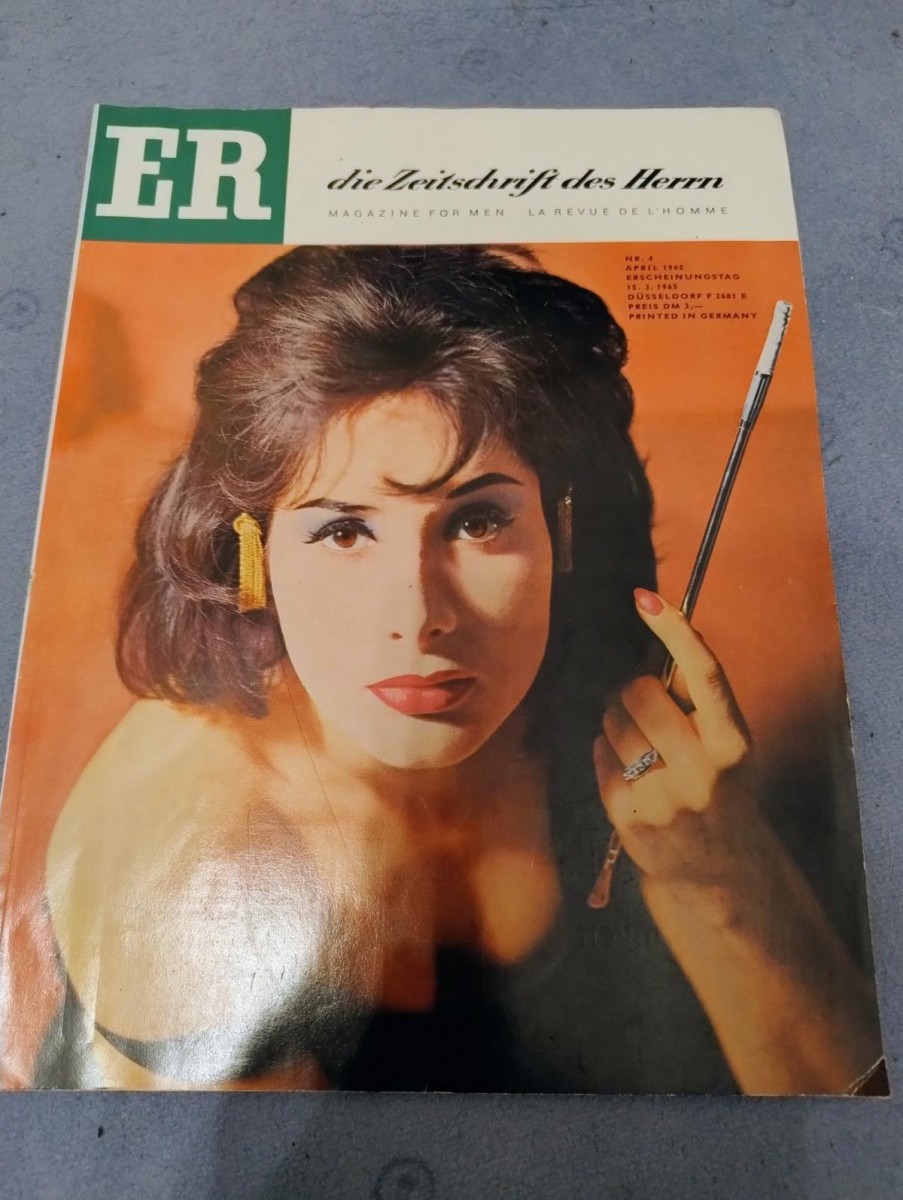 ER
die Zeitschrift des Herrn
MAGAZINE FOR MEN LA REVUE DE L'HOMME
NR. 4
APRIL 1965
ERSCHEINUNGSTAG
15. 3. 1965
DÜSSELDORF F 2681 E
PREIS DM 3,—
PRINTED IN GERMANY